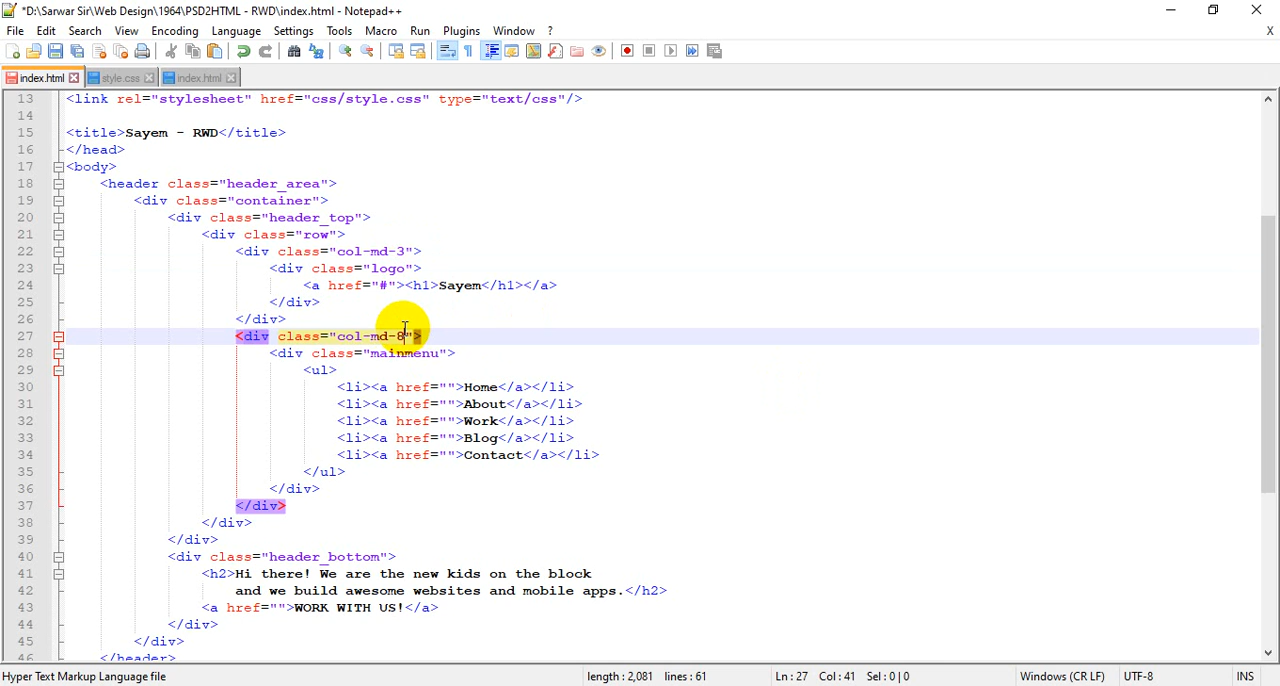 *D:\Sarwar Sir\Web Design\1964\PSD2HTML - RWD\index.html - Notepad++
File Edit Search View Encoding Language Settings Tools Macro Run Plugins Window ? X
index.html style.css index.html
13 <link rel="stylesheet" href="css/style.css" type="text/css"/>
14
15 <title>Sayem - RWD</title>
16 </head>
17 <body>
18 <header class="header_area">
19 <div class="container">
20 <div class="header_top">
21 <div class="row">
22 <div class="col-md-3">
23 <div class="logo">
24 <a href="#"><h1>Sayem</h1></a>
25 </div>
26 </div>
27 <div class="col-md-8">
28 <div class="mainmenu">
29 <ul>
30 <li><a href="">Home</a></li>
31 <li><a href="">About</a></li>
32 <li><a href="">Work</a></li>
33 <li><a href="">Blog</a></li>
34 <li><a href="">Contact</a></li>
35 </ul>
36 </div>
37 </div>
38 </div>
39 </div>
40 <div class="header_bottom">
41 <h2>Hi there! We are the new kids on the block
42 and we build awesome websites and mobile apps.</h2>
43 <a href="">WORK WITH US!</a>
44 </div>
45 </div>
46 </header>
Hyper Text Markup Language file length : 2,081 lines : 61 Ln : 27 Col : 41 Sel : 0 | 0 Windows (CR LF) UTF-8 INS